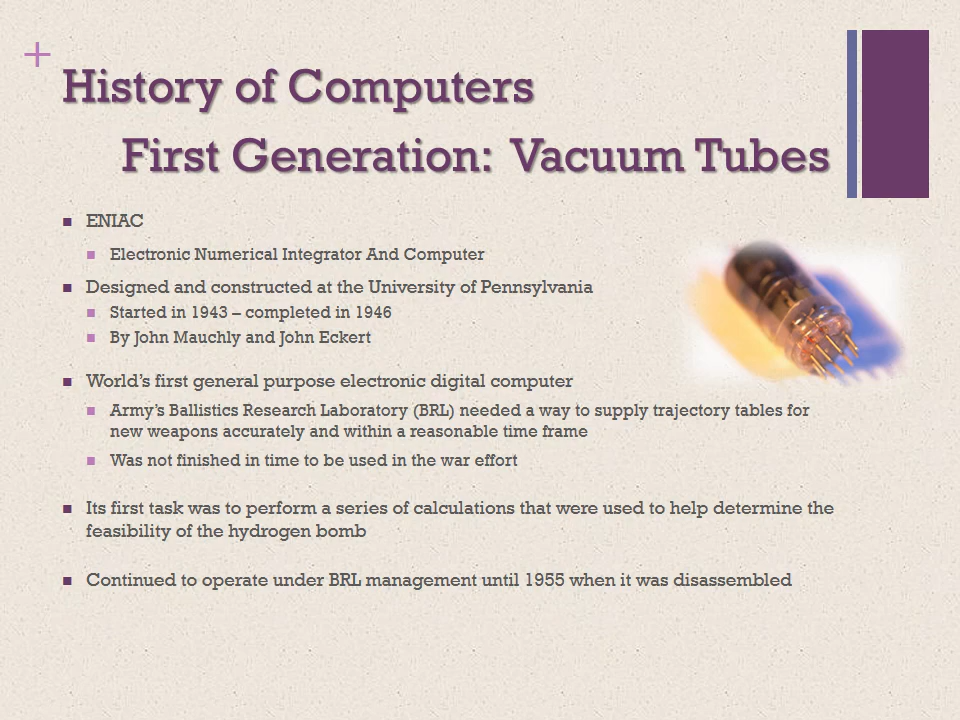 +
History of Computers
First Generation: Vacuum Tubes
■ ENIAC
■ Electronic Numerical Integrator And Computer
■ Designed and constructed at the University of Pennsylvania
■ Started in 1943 – completed in 1946
■ By John Mauchly and John Eckert
■ World’s first general purpose electronic digital computer
■ Army’s Ballistics Research Laboratory (BRL) needed a way to supply trajectory tables for
new weapons accurately and within a reasonable time frame
■ Was not finished in time to be used in the war effort
■ Its first task was to perform a series of calculations that were used to help determine the
feasibility of the hydrogen bomb
■ Continued to operate under BRL management until 1955 when it was disassembled